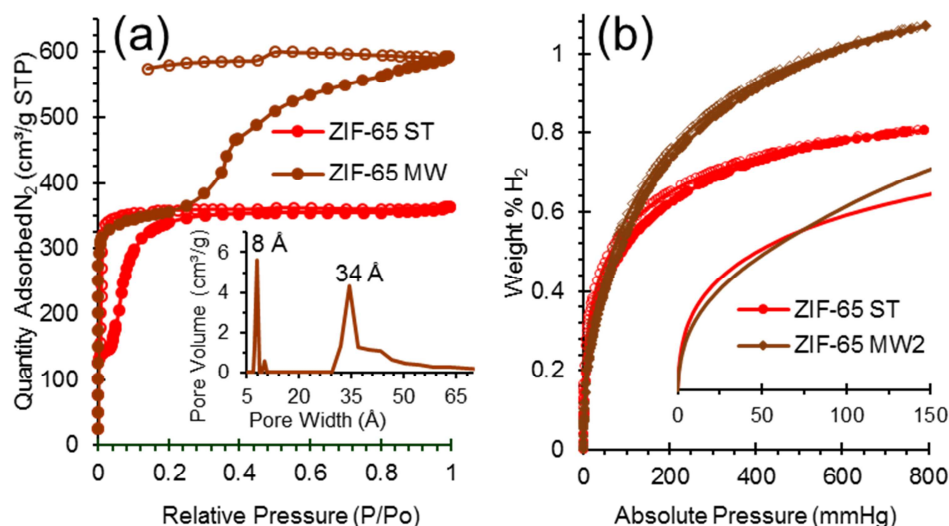 (a)
Quantity Adsorbed N₂ (cm³/g STP)
600
500
400
300
200
100
0
0
0.2
0.4
0.6
0.8
1
Relative Pressure (P/Po)
ZIF-65 ST
ZIF-65 MW
Pore Volume (cm³/g)
6
4
2
0
8 Å
34 Å
5
20
35
50
65
Pore Width (Å)
(b)
Weight % H₂
1
0.8
0.6
0.4
0.2
0
0
200
400
600
800
Absolute Pressure (mmHg)
ZIF-65 ST
ZIF-65 MW2
0
50
100
150